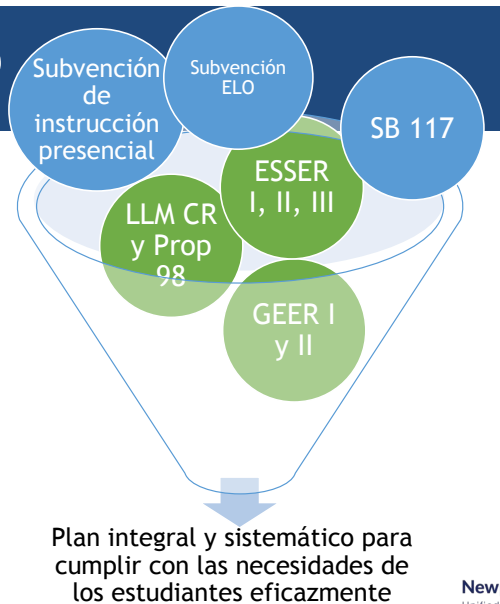 Subvención
de
instrucción
presencial
Subvención
ELO
SB 117
ESSER
I, II, III
LLM CR
y Prop
98
GEER I
y II
Plan integral y sistemático para
cumplir con las necesidades de
los estudiantes eficazmente
New